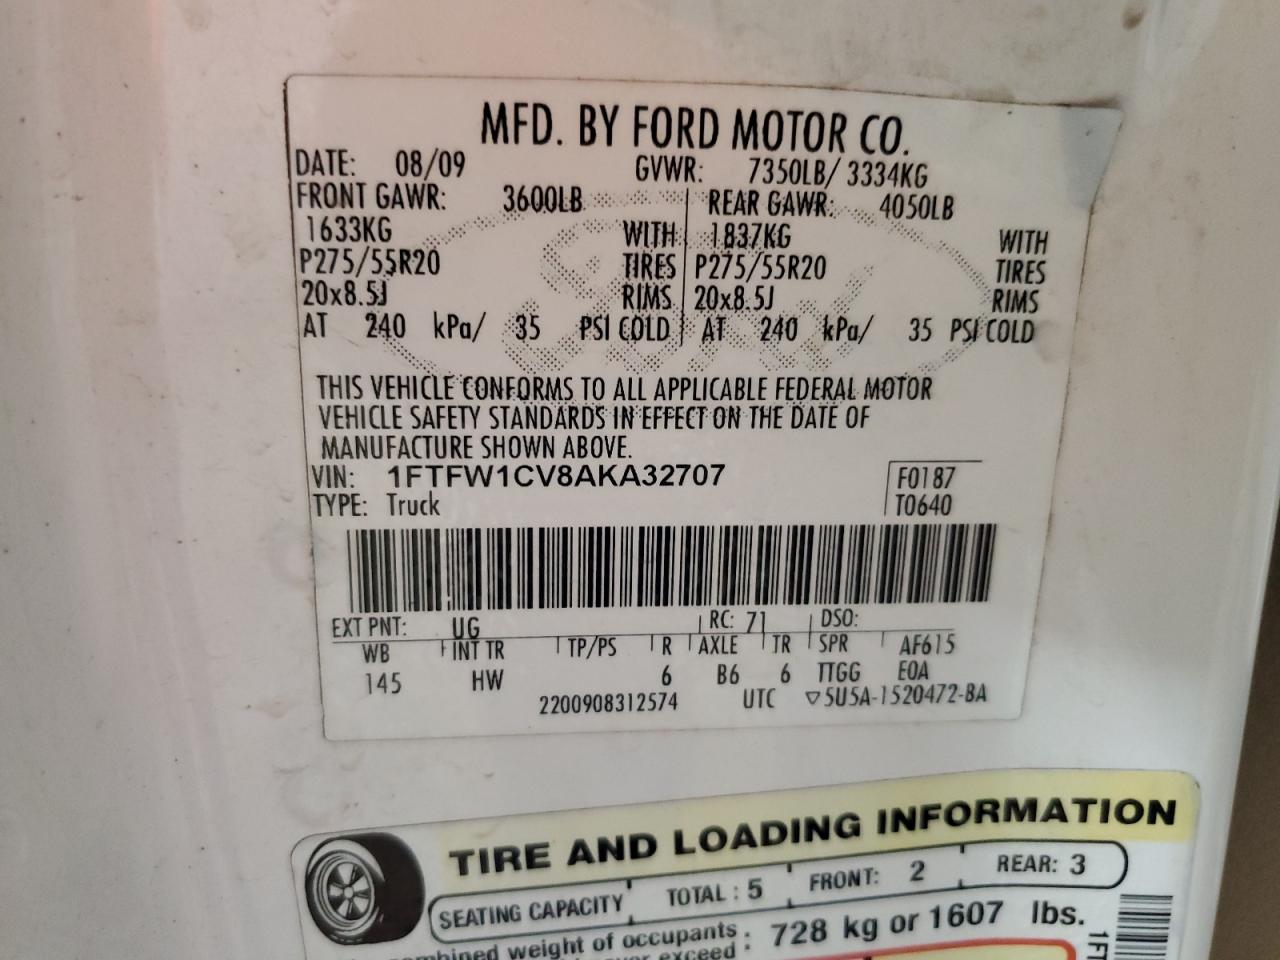 MFD. BY FORD MOTOR CO.
DATE: 08/09 GVWR: 7350LB/ 3334KG
FRONT GAWR: 3600LB REAR GAWR: 4050LB
1633KG WITH 1837KG WITH
P275/55R20 TIRES P275/55R20 TIRES
20x8.5J RIMS 20x8.5J RIMS
AT 240 kPa/ 35 PSI COLD AT 240 kPa/ 35 PSI COLD
THIS VEHICLE CONFORMS TO ALL APPLICABLE FEDERAL MOTOR
VEHICLE SAFETY STANDARDS IN EFFECT ON THE DATE OF
MANUFACTURE SHOWN ABOVE.
VIN: 1FTFW1CV8AKA32707 F0187
TYPE: Truck T0640
EXT PNT: UG RC: 71 DSO:
WB INT TR TP/PS R AXLE TR SPR AF615
145 HW 6 B6 6 TTGG E0A
2200908312574 UTC ▽5U5A-1520472-BA
TIRE AND LOADING INFORMATION
SEATING CAPACITY TOTAL : 5 FRONT: 2 REAR: 3
weight of occupants : 728 kg or 1607 lbs.
exceed :
1FT